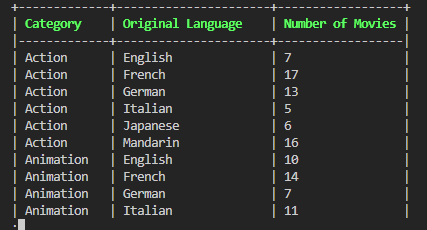 +-----------+-------------------+------------------+
| Category | Original Language | Number of Movies |
|-----------+-------------------+------------------|
| Action | English | 7 |
| Action | French | 17 |
| Action | German | 13 |
| Action | Italian | 5 |
| Action | Japanese | 6 |
| Action | Mandarin | 16 |
| Animation | English | 10 |
| Animation | French | 14 |
| Animation | German | 7 |
| Animation | Italian | 11 |
: